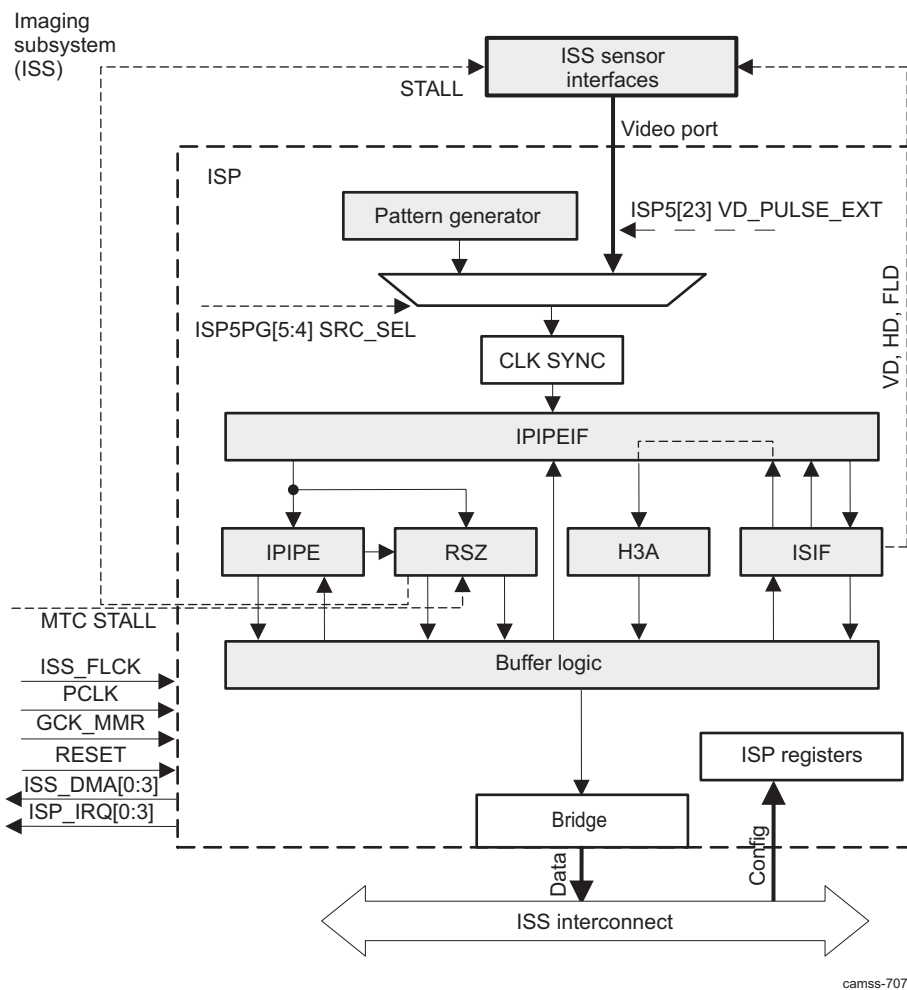 Imaging
subsystem
(ISS)
ISS sensor
interfaces
STALL
Video port
ISP
Pattern generator
ISP5[23] VD_PULSE_EXT
ISP5PG[5:4] SRC_SEL
VD, HD, FLD
CLK SYNC
IPIPEIF
IPIPE
RSZ
H3A
ISIF
MTC STALL
Buffer logic
ISS_FLCK
PCLK
GCK_MMR
RESET
ISS_DMA[0:3]
ISP_IRQ[0:3]
ISP registers
Bridge
Data
Config
ISS interconnect
camss-707